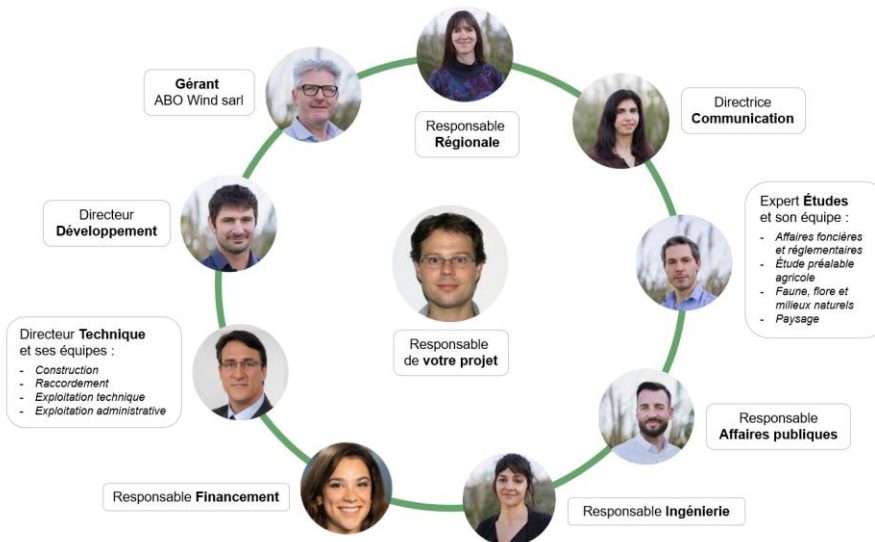 Gérant
ABO Wind sarl
Responsable
Régionale
Directrice
Communication
Directeur
Développement
Expert Études
et son équipe :
- Affaires foncières
et réglementaires
- Étude préalable
agricole
- Faune, flore et
milieux naturels
- Paysage
Responsable
de votre projet
Directeur Technique
et ses équipes :
- Construction
- Raccordement
- Exploitation technique
- Exploitation administrative
Responsable
Affaires publiques
Responsable Financement
Responsable Ingénierie